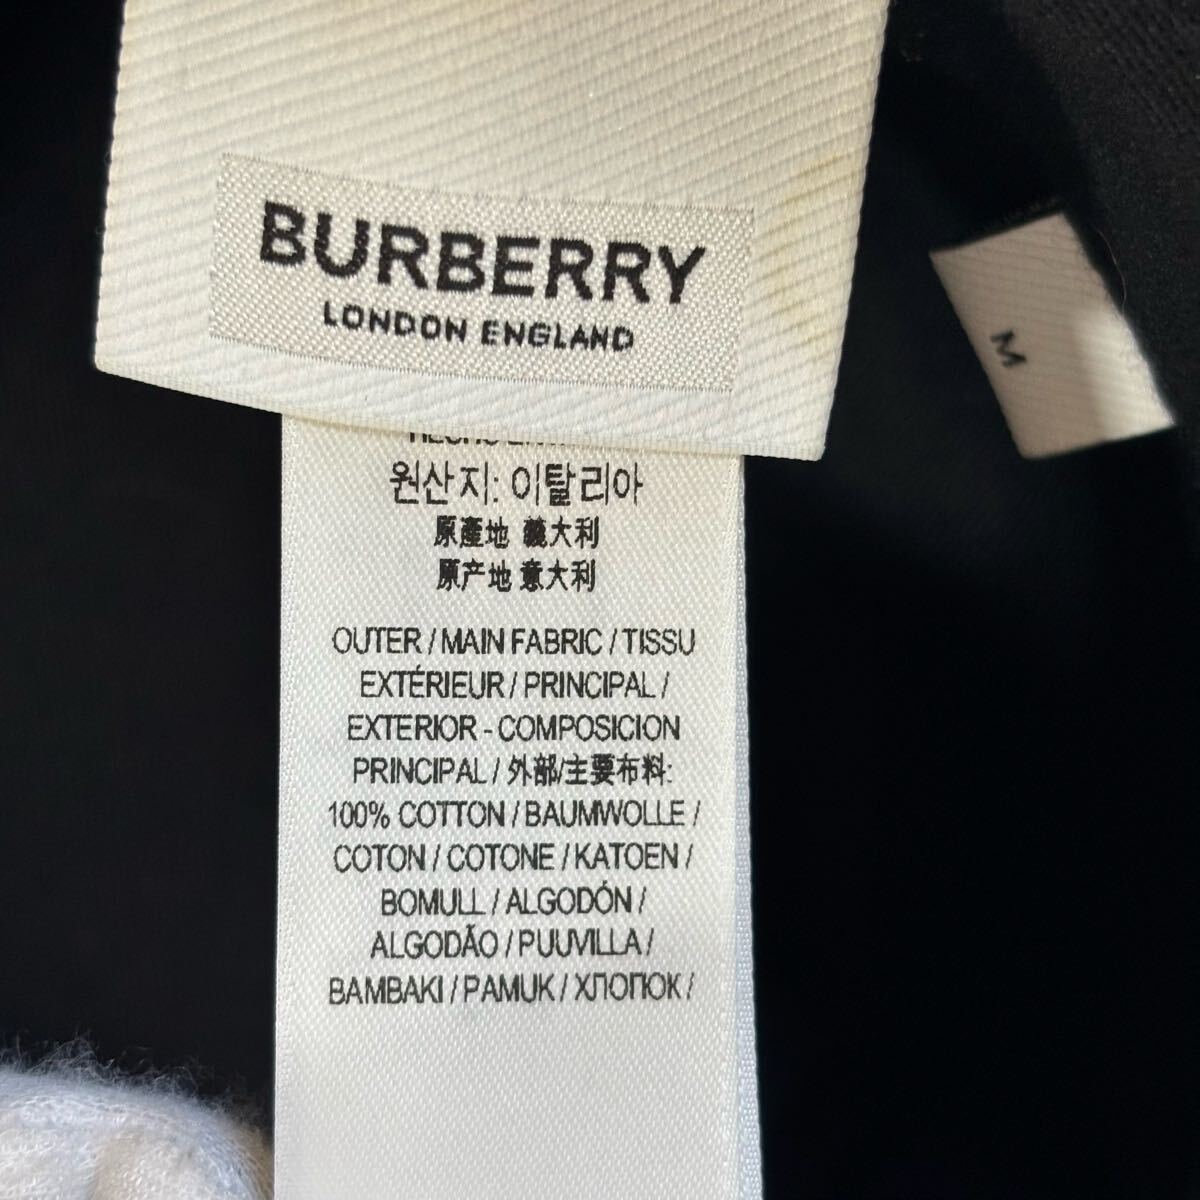 BURBERRY
LONDON ENGLAND
M
원산지: 이탈리아
原產地 義大利
原产地 意大利
OUTER / MAIN FABRIC / TISSU
EXTÉRIEUR / PRINCIPAL /
EXTERIOR - COMPOSICION
PRINCIPAL / 外部/主要布料:
100% COTTON / BAUMWOLLE /
COTON / COTONE / KATOEN /
BOMULL / ALGODÓN /
ALGODÃO / PUUVILLA /
BAMBAKI / PAMUK / ХЛОПОК /